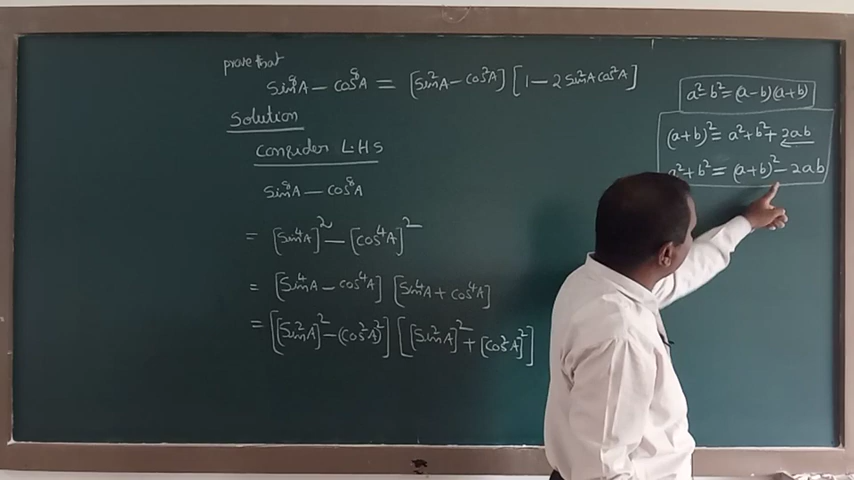 prove that
Sin⁸A — cos⁸A = [Sin²A — cos²A] [1 — 2 Sin²A cos²A]
Solution
Consider L.H.S
Sin⁸A — cos⁸A
= [Sin⁴A]² — [cos⁴A]²
= [Sin⁴A — cos⁴A] [Sin⁴A + cos⁴A]
= [[Sin²A]² — (cos²A)²] [[Sin²A]² + [cos²A]²]
a² - b² = (a-b)(a+b)
(a+b)² = a² + b² + 2ab
a² + b² = (a+b)² — 2ab